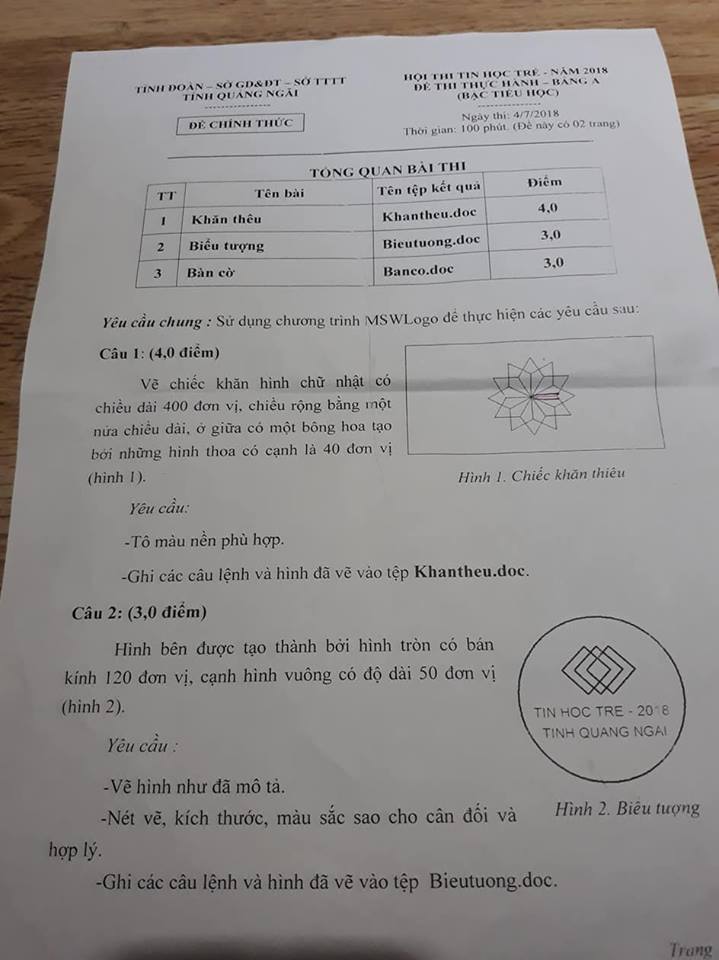 TỈNH ĐOÀN – SỞ GD&ĐT – SỞ TTTT
TỈNH QUẢNG NGÃI
ĐỀ CHÍNH THỨC
HỘI THI TIN HỌC TRẺ - NĂM 2018
ĐỀ THI THỰC HÀNH – BẢNG A
(BẬC TIỂU HỌC)
Ngày thi: 4/7/2018
Thời gian: 100 phút. (Đề này có 02 trang)
TỔNG QUAN BÀI THI
TT Tên bài Tên tệp kết quả Điểm
1 Khăn thêu Khantheu.doc 4,0
2 Biểu tượng Bieutuong.doc 3,0
3 Bàn cờ Banco.doc 3,0
Yêu cầu chung : Sử dụng chương trình MSWLogo để thực hiện các yêu cầu sau:
Câu 1: (4,0 điểm)
Vẽ chiếc khăn hình chữ nhật có
chiều dài 400 đơn vị, chiều rộng bằng một
nửa chiều dài, ở giữa có một bông hoa tạo
bởi những hình thoa có cạnh là 40 đơn vị
(hình 1).
Hình 1. Chiếc khăn thiêu
Yêu cầu:
-Tô màu nền phù hợp.
-Ghi các câu lệnh và hình đã vẽ vào tệp Khantheu.doc.
Câu 2: (3,0 điểm)
Hình bên được tạo thành bởi hình tròn có bán
kính 120 đơn vị, cạnh hình vuông có độ dài 50 đơn vị
(hình 2).
TIN HOC TRE - 2018
TINH QUANG NGAI
Yêu cầu :
-Vẽ hình như đã mô tả.
-Nét vẽ, kích thước, màu sắc sao cho cân đối và
hợp lý.
Hình 2. Biểu tượng
-Ghi các câu lệnh và hình đã vẽ vào tệp Bieutuong.doc.
Trang